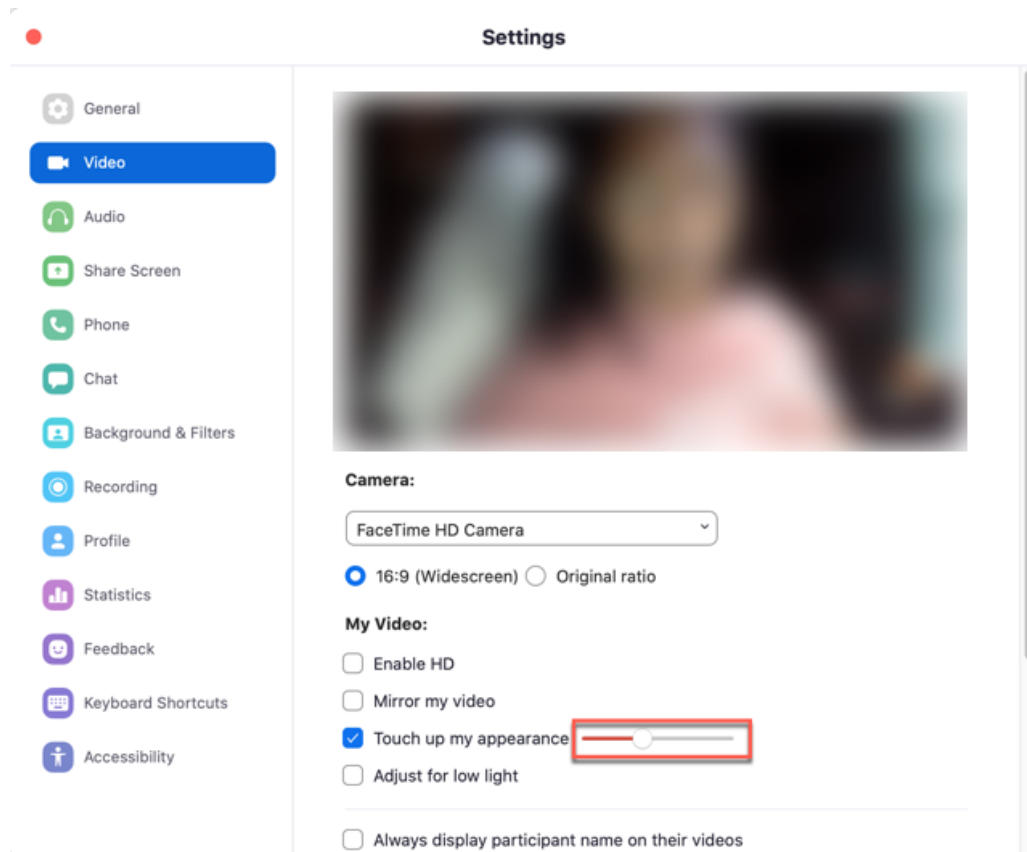 Settings
General
Video
Audio
Share Screen
Phone
Chat
Background & Filters
Recording
Profile
Statistics
Feedback
Keyboard Shortcuts
Accessibility
Camera:
FaceTime HD Camera
16:9 (Widescreen) Original ratio
My Video:
Enable HD
Mirror my video
Touch up my appearance
Adjust for low light
Always display participant name on their videos